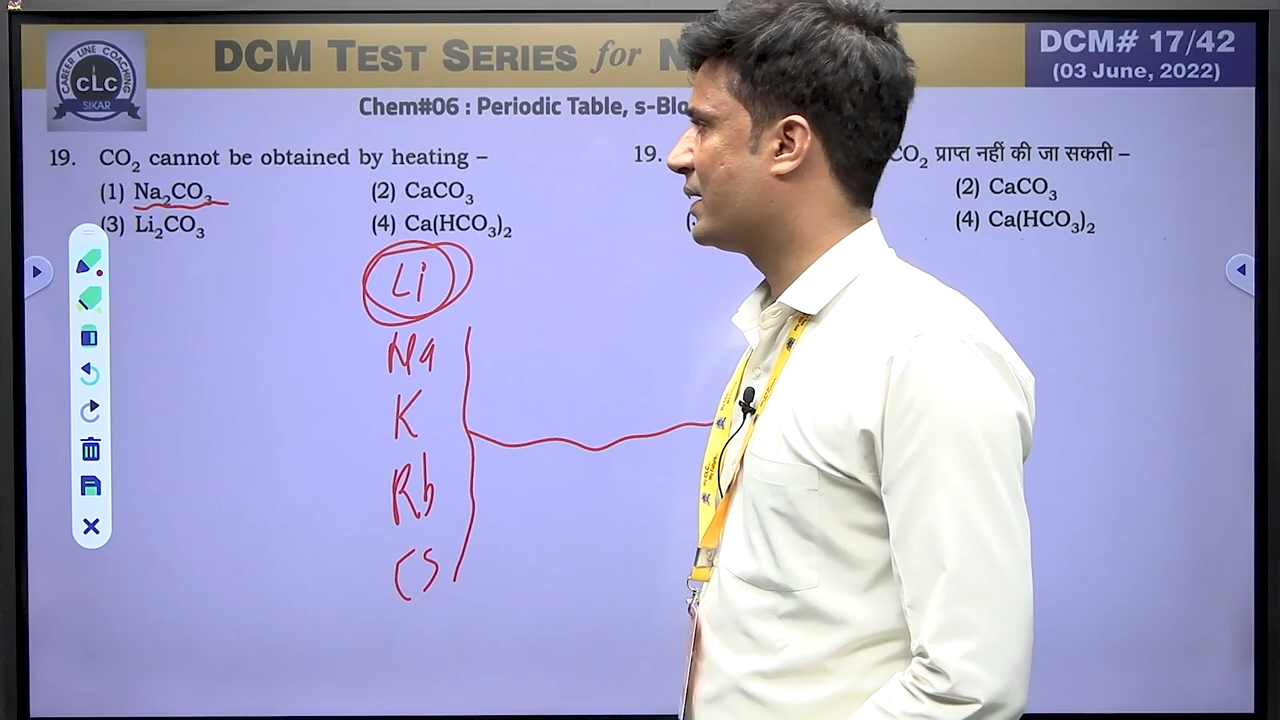 CAREER LINE COACHING
CLC
SIKAR
DCM TEST SERIES for N
DCM# 17/42
(03 June, 2022)
Chem#06 : Periodic Table, s-Blo
19. CO₂ cannot be obtained by heating –
(1) Na₂CO₃ (2) CaCO₃
(3) Li₂CO₃ (4) Ca(HCO₃)₂
19. CO₂ प्राप्त नहीं की जा सकती –
(2) CaCO₃
(4) Ca(HCO₃)₂
Li
Na
K
Rb
Cs